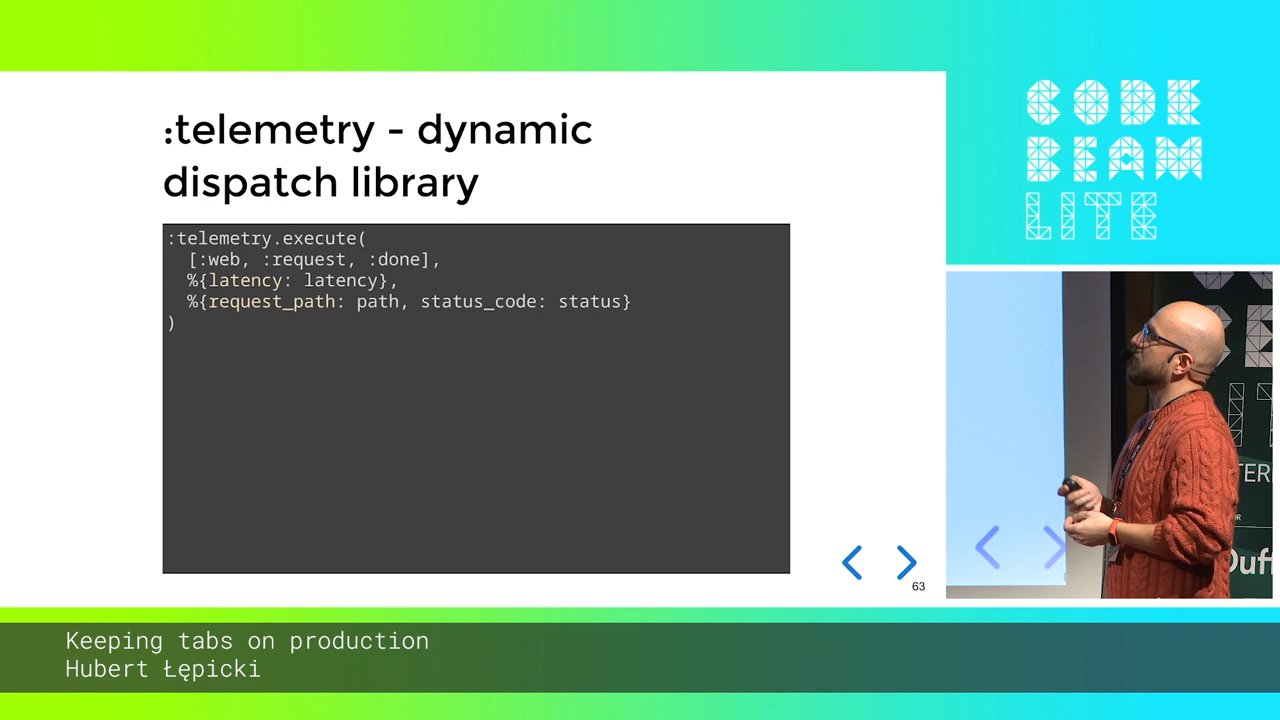 :telemetry - dynamic
dispatch library
:telemetry.execute(
[:web, :request, :done],
%{latency: latency},
%{request_path: path, status_code: status}
)
63
CODE
BEAM
LITE
Keeping tabs on production
Hubert Łępicki